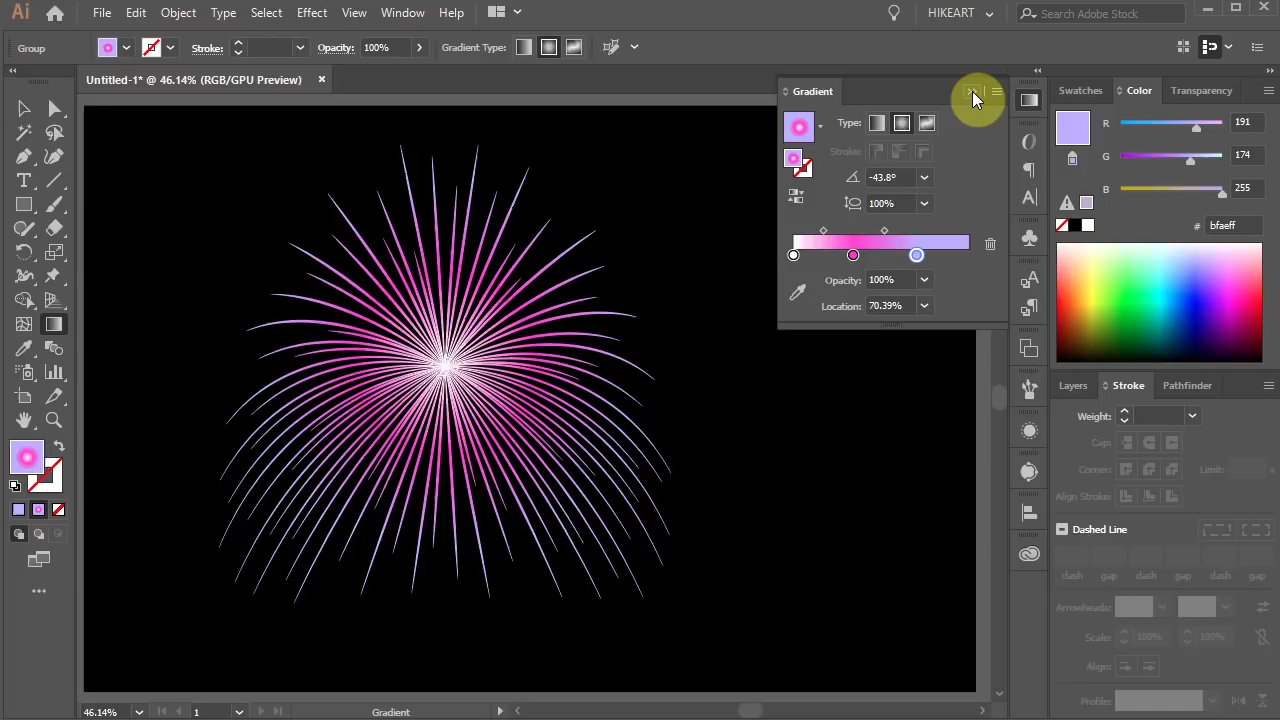 Ai File Edit Object Type Select Effect View Window Help HIKEART Search Adobe Stock
Group Stroke: Opacity: 100% Gradient Type:
Untitled-1* @ 46.14% (RGB/GPU Preview) ×
Gradient
Type:
Stroke:
-43.8°
100%
Opacity: 100%
Location: 70.39%
Swatches Color Transparency
R 191
G 174
B 255
# bfaeff
Layers Stroke Pathfinder
Weight:
Cap:
Corner: Limit: x
Align Stroke:
Dashed Line
dash gap dash gap dash gap
Arrowheads:
Scale: 100% 100%
Align:
Profile:
46.14% 1 Gradient